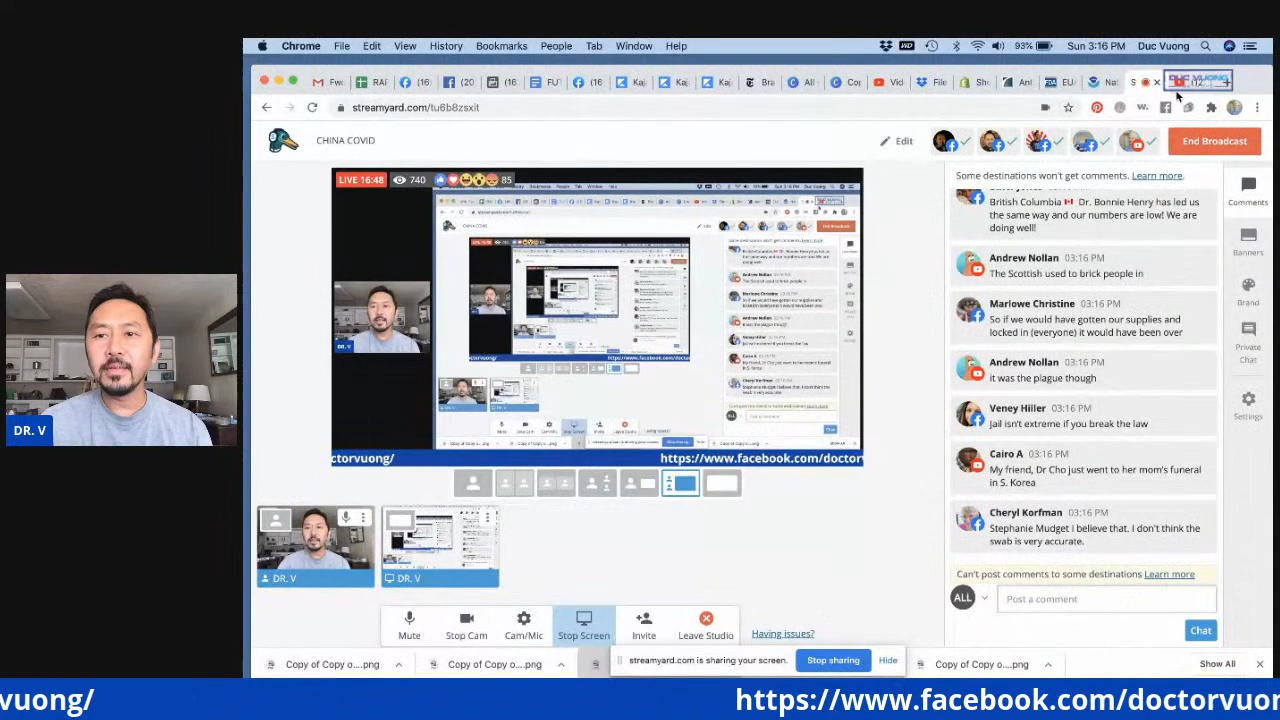 Chrome File Edit View History Bookmarks People Tab Window Help
93% Sun 3:16 PM Duc Vuong
streamyard.com/tu6b8zsxit
CHINA COVID
Edit
End Broadcast
LIVE 16:48 740 85
Some destinations won't get comments. Learn more.
British Columbia 🇨🇦 Dr. Bonnie Henry has led
us the same way and our numbers are low! We are
doing well!
Andrew Nollan 03:16 PM
The Scottish used to brick people in
Marlowe Christine 03:16 PM
So if we would have gotten our supplies and
locked in (everyone) it would have been over
Andrew Nollan 03:16 PM
it was the plague though
Veney Hiller 03:16 PM
jail not extrem if you break the law
Cairo A 03:16 PM
My friend, Dr Cho just went to her mom's funeral
in S. Korea
Cheryl Korfman 03:16 PM
Stephanie Mudget I believe that. I don't think the
swab is very accurate.
Can't post comments to some destinations Learn more
ALL Post a comment
Chat
Comments
Banners
Brand
Private
Chat
Settings
DR. V
DR. V
ctorvuong/ https://www.facebook.com/doctorv
DR. V
DR. V
Mute Stop Cam Cam/Mic Stop Screen Invite Leave Studio Having issues?
streamyard.com is sharing your screen. Stop sharing Hide
Copy of Copy o....png Copy of Copy o....png Copy of Copy o....png Show All
vuong/ https://www.facebook.com/doctorvuon